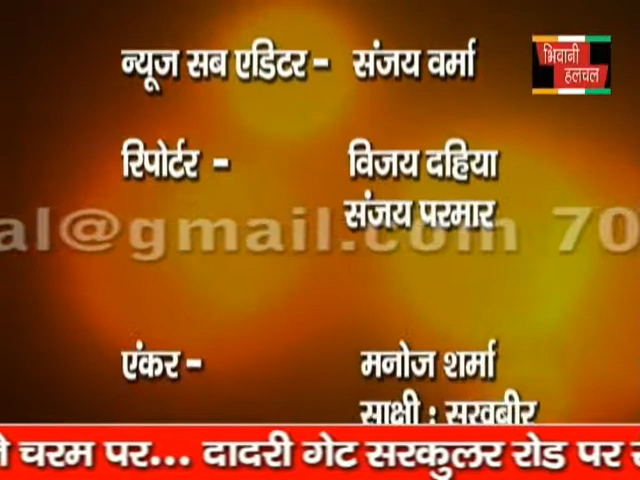 न्यूज सब एडिटर - संजय वर्मा
भिवानी
हलचल
रिपोर्टर - विजय दहिया
संजय परमार
al@gmail.com 70
एंकर - मनोज शर्मा
साक्षी : सुखबीर
चरम पर... दादरी गेट सरकुलर रोड पर